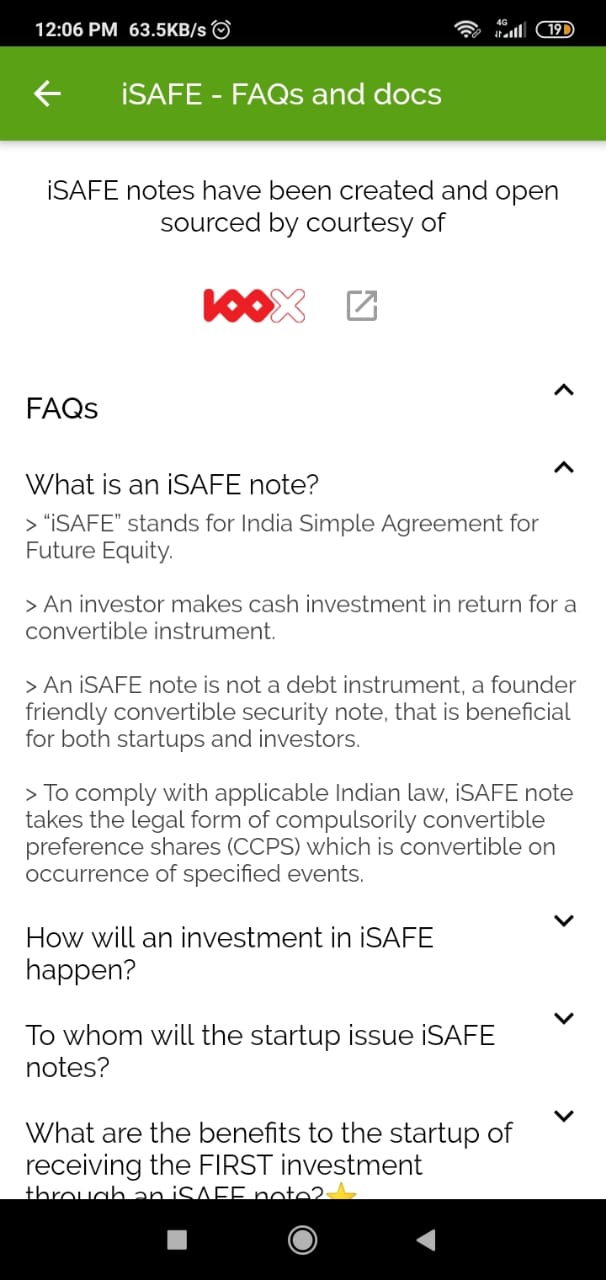 12:06 PM 63.5KB/s
4G
19
iSAFE - FAQs and docs
iSAFE notes have been created and open
sourced by courtesy of
100X
FAQs
What is an iSAFE note?
> “iSAFE” stands for India Simple Agreement for
Future Equity.
> An investor makes cash investment in return for a
convertible instrument.
> An iSAFE note is not a debt instrument, a founder
friendly convertible security note, that is beneficial
for both startups and investors.
> To comply with applicable Indian law, iSAFE note
takes the legal form of compulsorily convertible
preference shares (CCPS) which is convertible on
occurrence of specified events.
How will an investment in iSAFE
happen?
To whom will the startup issue iSAFE
notes?
What are the benefits to the startup of
receiving the FIRST investment
through an iSAFE note?⭐